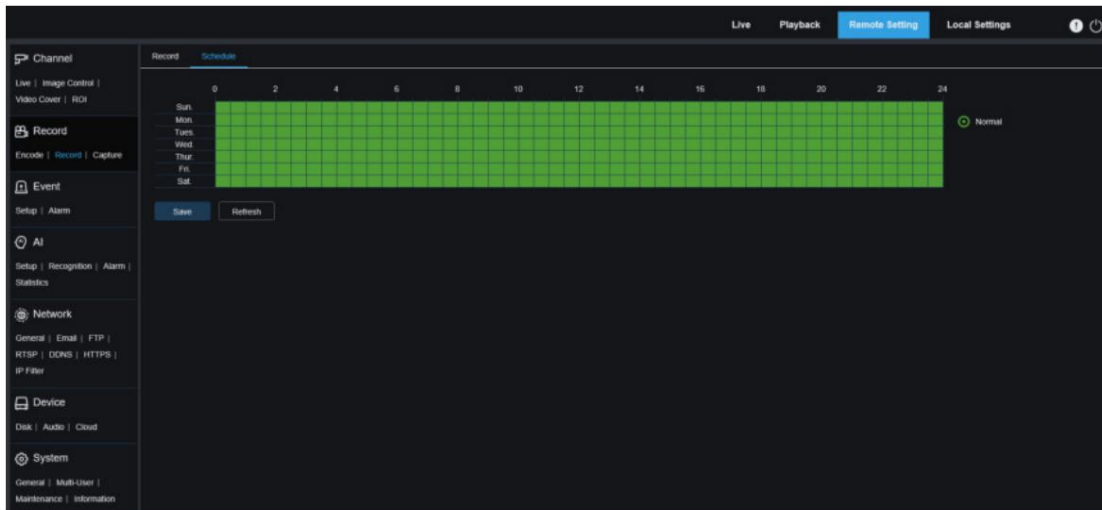 Live Playback Remote Setting Local Settings
Channel
Live | Image Control |
Video Cover | ROI
Record
Encode | Record | Capture
Event
Setup | Alarm
AI
Setup | Recognition | Alarm |
Statistics
Network
General | Email | FTP |
RTSP | DDNS | HTTPS |
IP Filter
Device
Disk | Audio | Cloud
System
General | Multi-User |
Maintenance | Information
Record Schedule
0 2 4 6 8 10 12 14 16 18 20 22 24
Sun.
Mon.
Tues.
Wed.
Thur.
Fri.
Sat.
Normal
Save Refresh